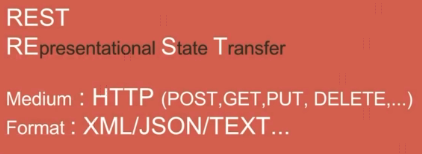 REST
REpresentational State Transfer
Medium : HTTP (POST,GET,PUT, DELETE,...)
Format : XML/JSON/TEXT...